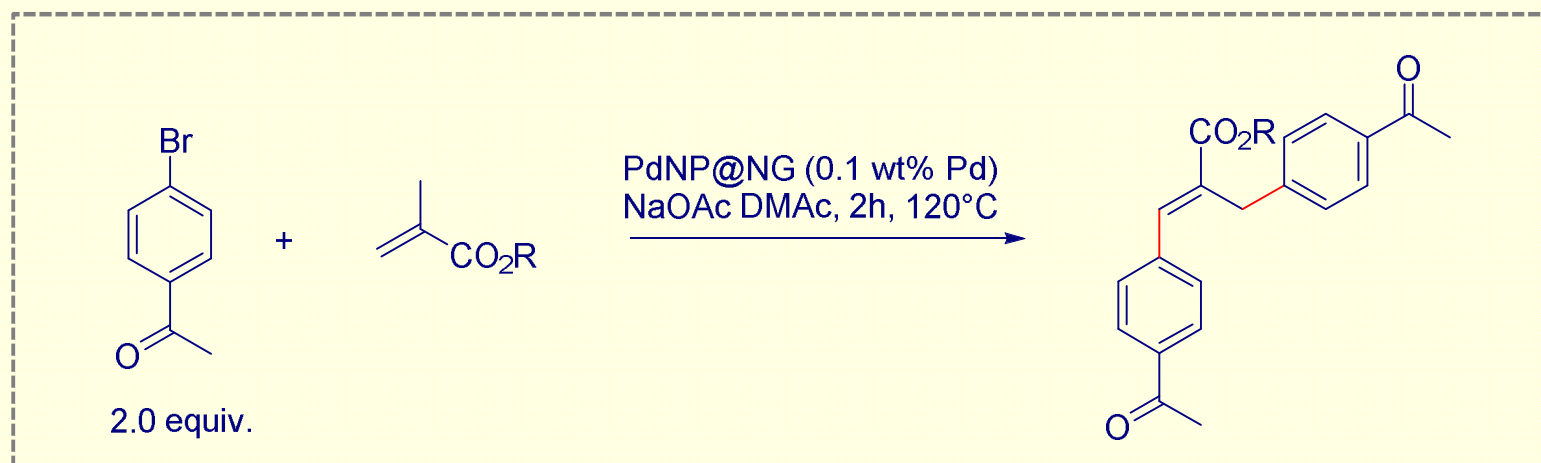 Br
O
2.0 equiv.
+
CO₂R
PdNP@NG (0.1 wt% Pd)
NaOAc DMAc, 2h, 120°C
CO₂R
O
O